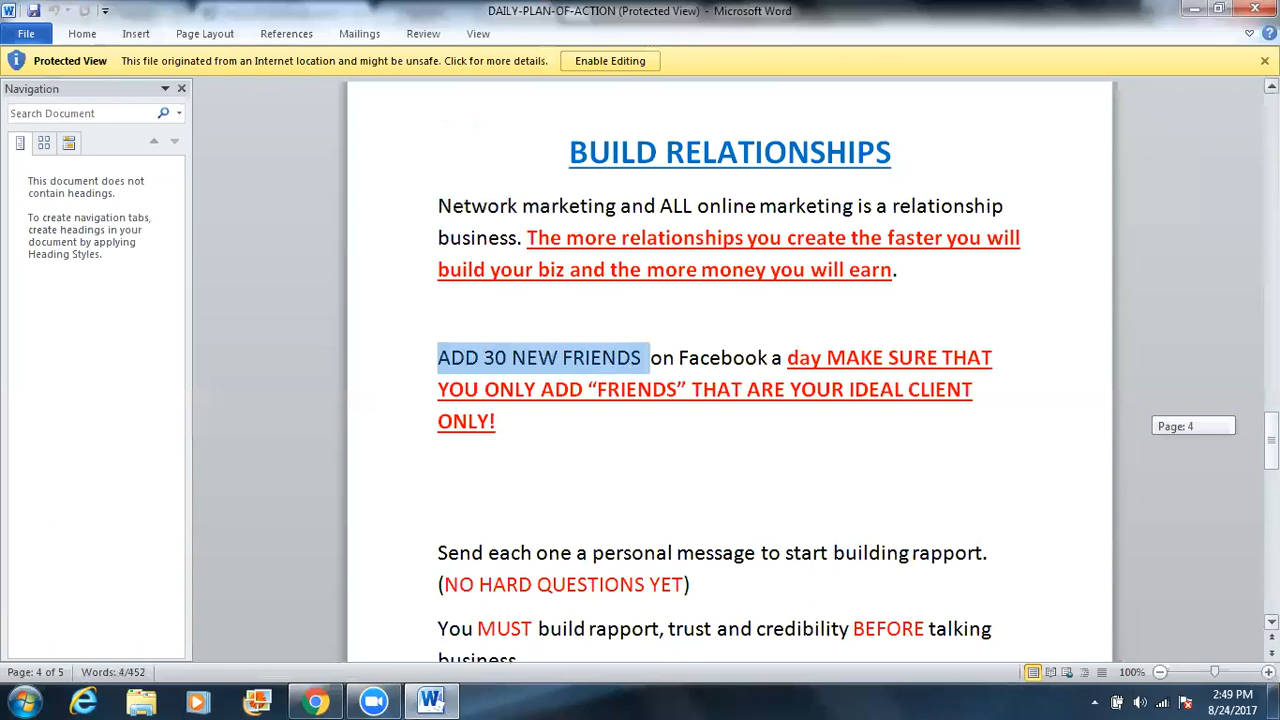 DAILY-PLAN-OF-ACTION (Protected View) - Microsoft Word
File Home Insert Page Layout References Mailings Review View
Protected View This file originated from an Internet location and might be unsafe. Click for more details. Enable Editing
Navigation
Search Document
This document does not
contain headings.
To create navigation tabs,
create headings in your
document by applying
Heading Styles.
BUILD RELATIONSHIPS
Network marketing and ALL online marketing is a relationship
business. The more relationships you create the faster you will
build your biz and the more money you will earn.
ADD 30 NEW FRIENDS on Facebook a day MAKE SURE THAT
YOU ONLY ADD “FRIENDS” THAT ARE YOUR IDEAL CLIENT
ONLY!
Page: 4
Send each one a personal message to start building rapport.
(NO HARD QUESTIONS YET)
You MUST build rapport, trust and credibility BEFORE talking
business
Page: 4 of 5 Words: 4/452 100%
2:49 PM
8/24/2017